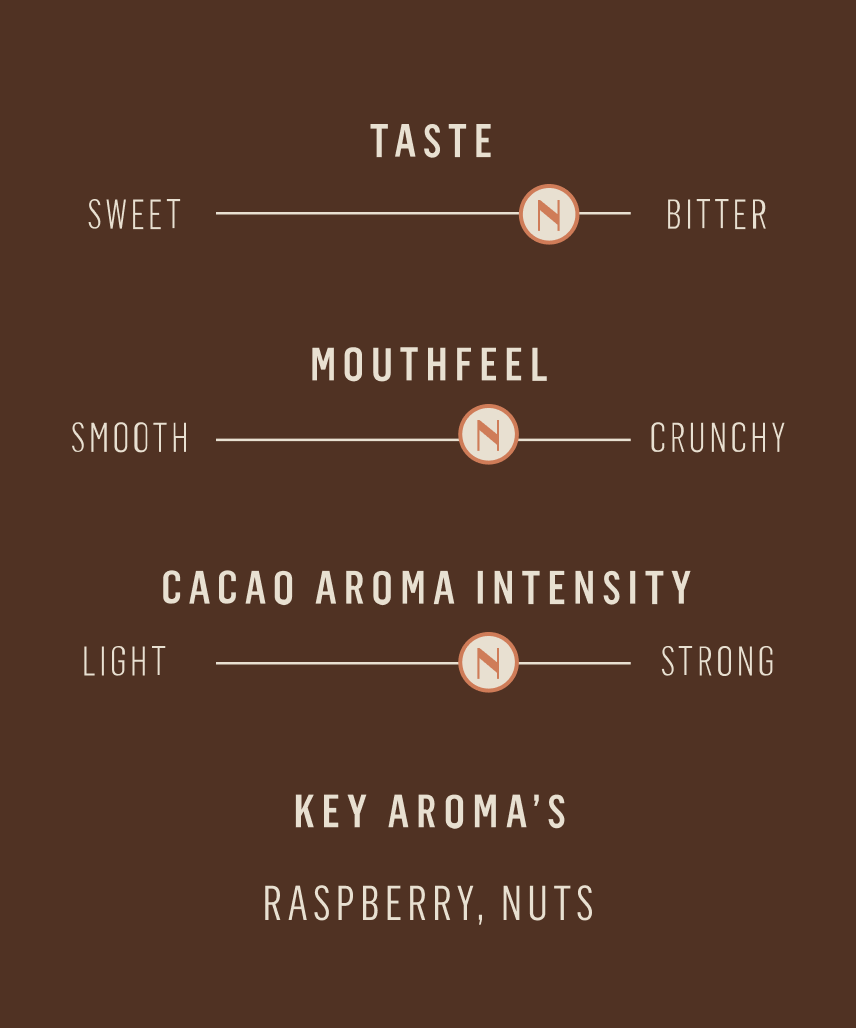 TASTE
SWEET N BITTER
MOUTHFEEL
SMOOTH N CRUNCHY
CACAO AROMA INTENSITY
LIGHT N STRONG
KEY AROMA’S
RASPBERRY, NUTS